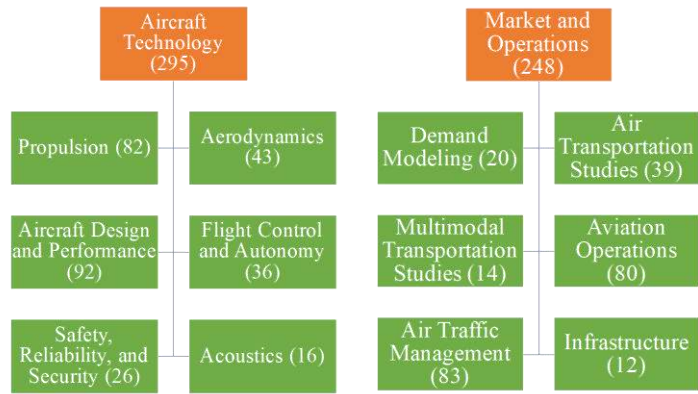 Aircraft
Technology
(295)
Propulsion (82)
Aerodynamics
(43)
Aircraft Design
and Performance
(92)
Flight Control
and Autonomy
(36)
Safety,
Reliability, and
Security (26)
Acoustics (16)
Market and
Operations
(248)
Demand
Modeling (20)
Air
Transportation
Studies (39)
Multimodal
Transportation
Studies (14)
Aviation
Operations
(80)
Air Traffic
Management
(83)
Infrastructure
(12)